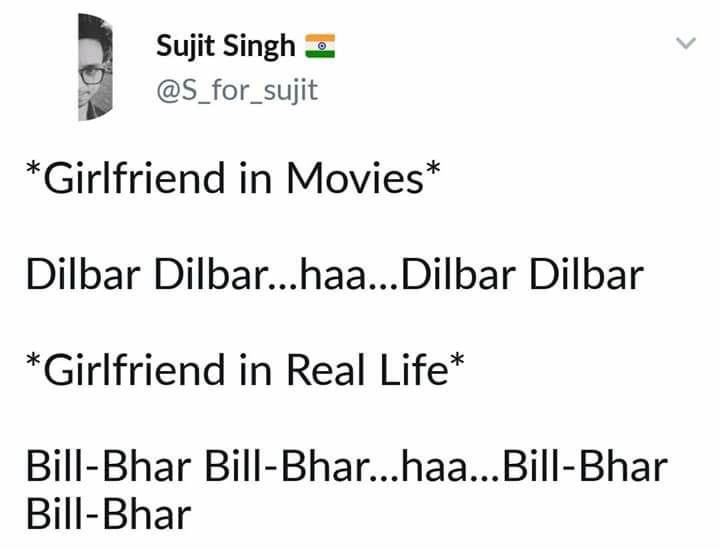 Sujit Singh 🇮🇳
@S_for_sujit
*Girlfriend in Movies*
Dilbar Dilbar...haa...Dilbar Dilbar
*Girlfriend in Real Life*
Bill-Bhar Bill-Bhar...haa...Bill-Bhar
Bill-Bhar